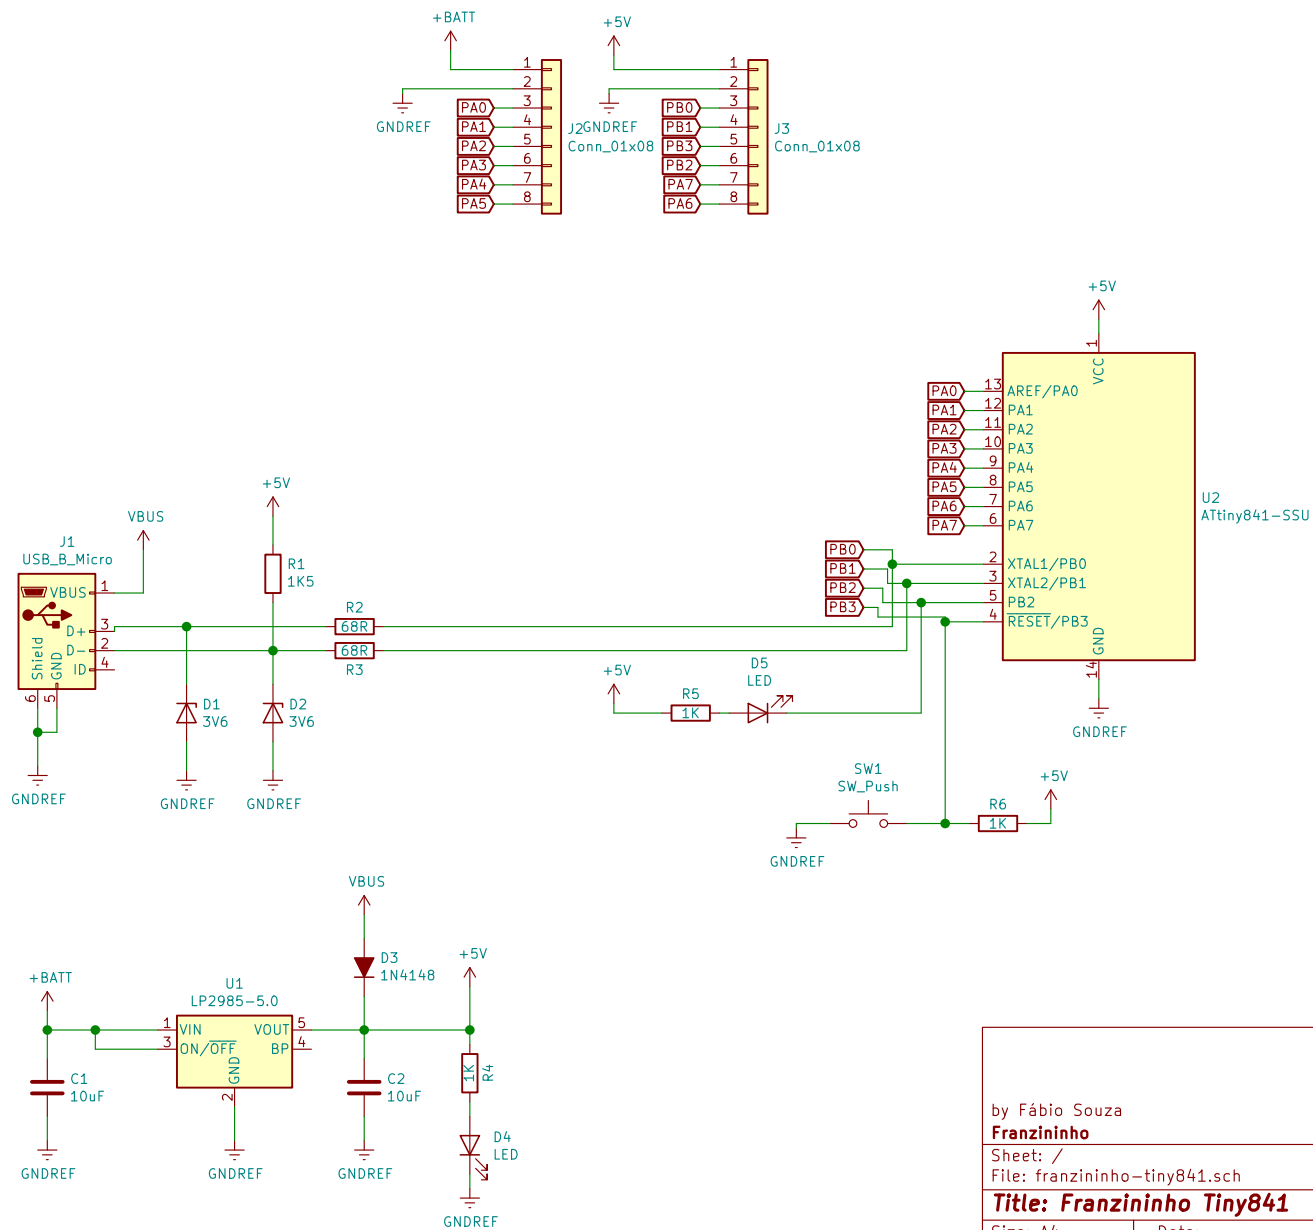 +BATT
+5V
1
2
3
4
5
6
7
8
PA0
PA1
PA2
PA3
PA4
PA5
GNDREF
J2
Conn_01x08
1
2
3
4
5
6
7
8
PB0
PB1
PB3
PB2
PA7
PA6
GNDREF
J3
Conn_01x08
+5V
1
VCC
PA0 13 AREF/PA0
PA1 12 PA1
PA2 11 PA2
PA3 10 PA3
PA4 9 PA4
PA5 8 PA5
PA6 7 PA6
PA7 6 PA7
U2
ATtiny841-SSU
PB0
PB1
PB2
PB3
2 XTAL1/PB0
3 XTAL2/PB1
5 PB2
4 RESET/PB3
GND
14
GNDREF
J1
USB_B_Micro
VBUS
VBUS 1
D+ 3
D- 2
ID 4
Shield
GND
6
5
GNDREF
+5V
R1
1K5
R2
68R
68R
R3
D1
3V6
GNDREF
D2
3V6
GNDREF
+5V
R5
1K
D5
LED
SW1
SW_Push
GNDREF
R6
1K
+5V
VBUS
D3
1N4148
+5V
+BATT
U1
LP2985-5.0
1 VIN
3 ON/OFF
VOUT 5
BP 4
GND
2
C1
10uF
GNDREF
GNDREF
C2
10uF
GNDREF
1K
R4
D4
LED
GNDREF
by Fábio Souza
Franzininho
Sheet: /
File: franzininho-tiny841.sch
Title: Franzininho Tiny841
Size: A4
Date: